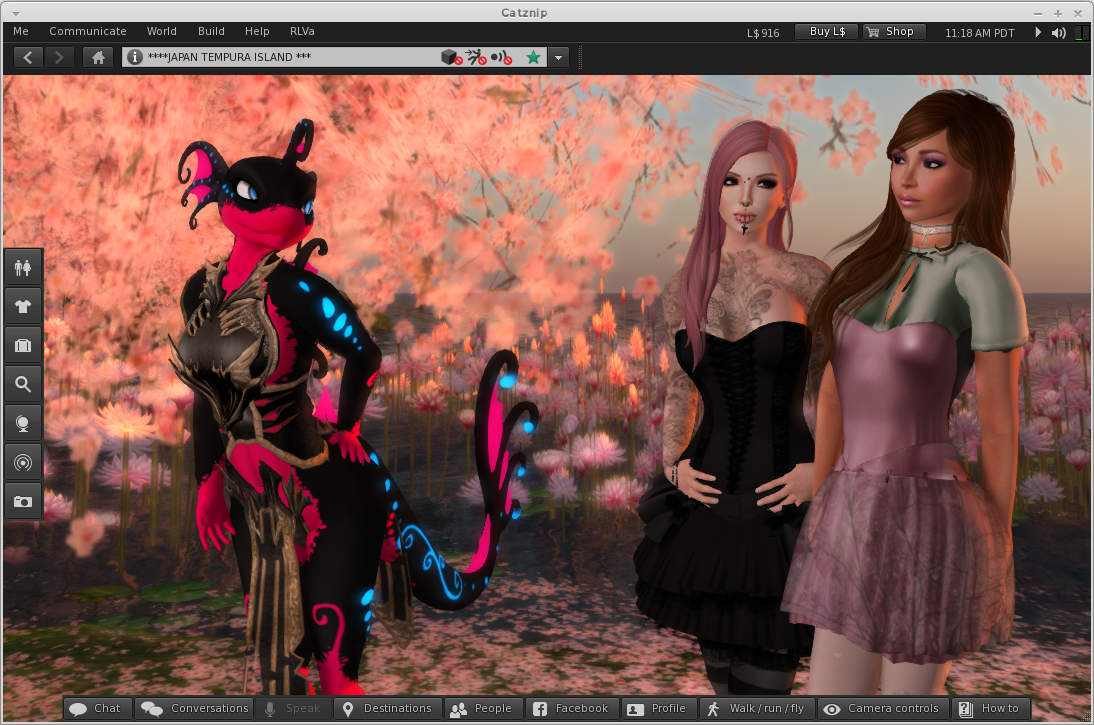 Catznip
Me Communicate World Build Help RLVa
L$ 916 Buy L$ Shop 11:18 AM PDT
****JAPAN TEMPURA ISLAND ***
Chat Conversations Speak Destinations People Facebook Profile Walk / run / fly Camera controls How to